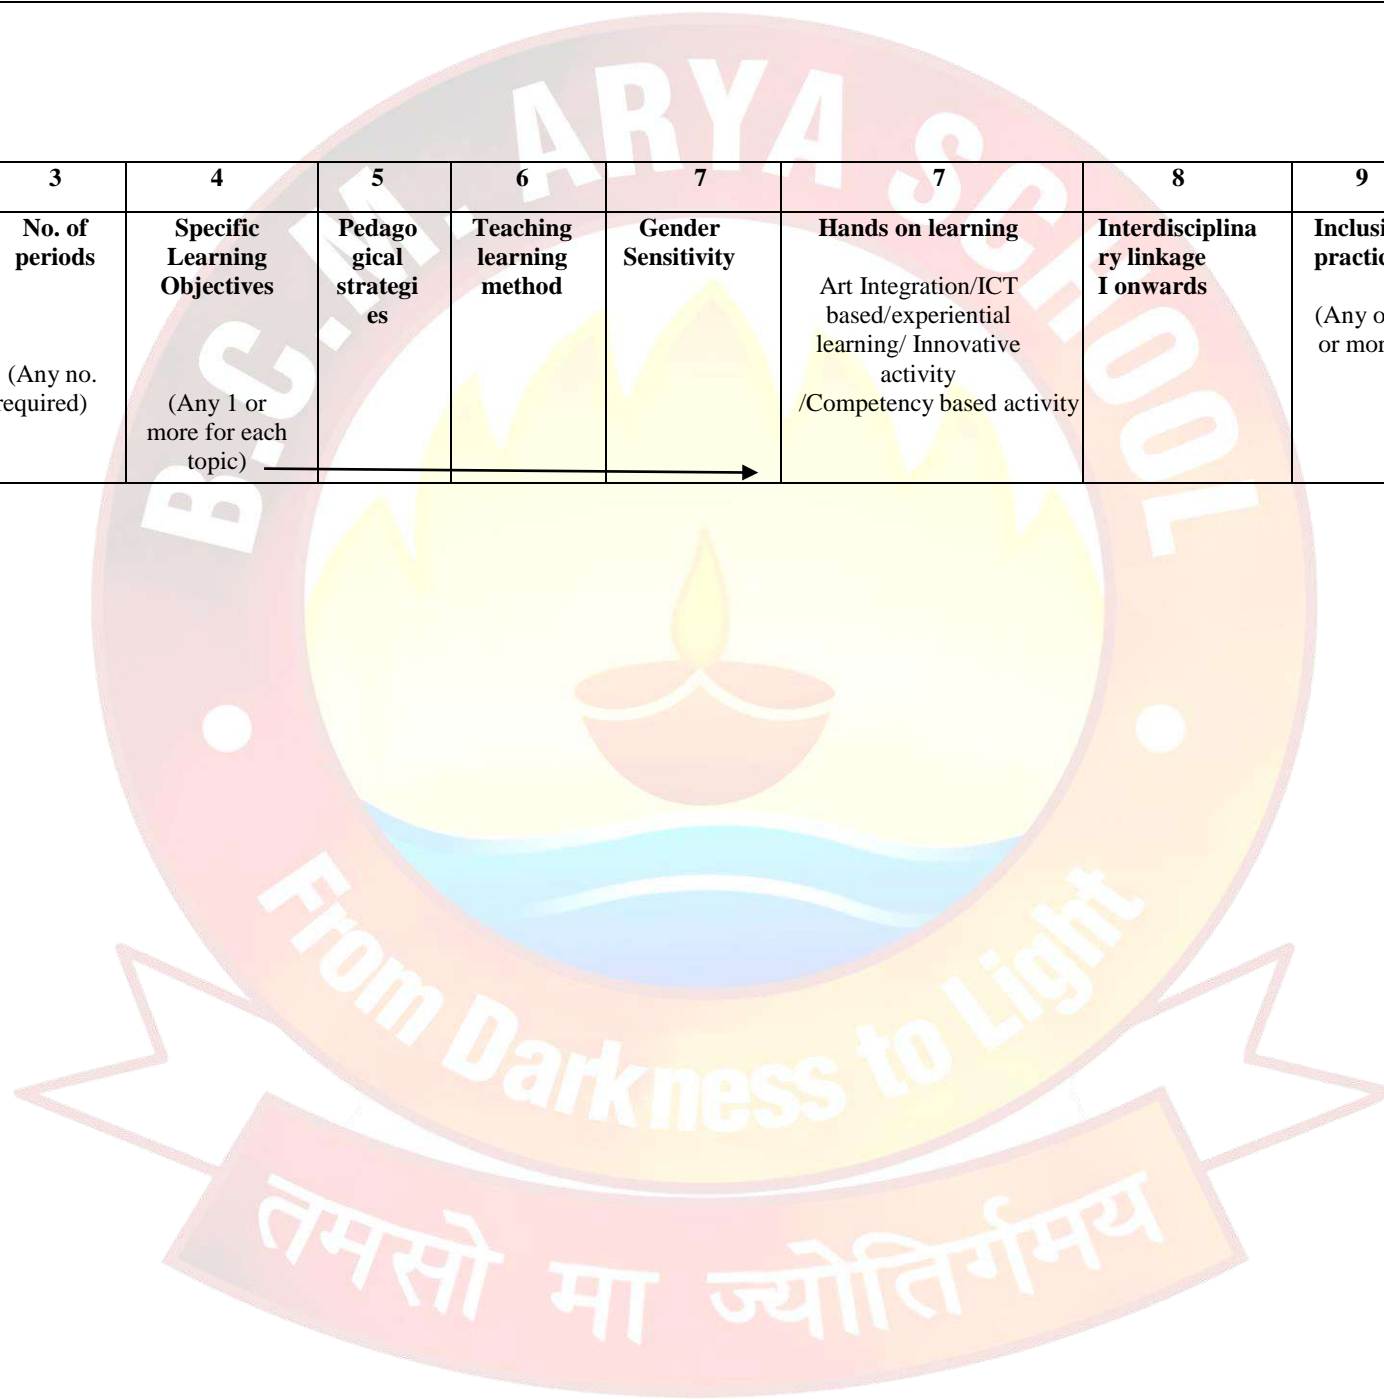 B.C.M. ARYA SCHOOL
3 4 5 6 7 7 8 9
No. of periods
(Any no. required)
Specific
Learning
Objectives
(Any 1 or
more for each
topic)
Pedago
gical
strategi
es
Teaching
learning
method
Gender
Sensitivity
Hands on learning
Art Integration/ICT
based/experiential
learning/ Innovative
activity
/Competency based activity
Interdisciplina
ry linkage
I onwards
(Any
From Darkness to Light
तमसो मा ज्योतिर्गमय